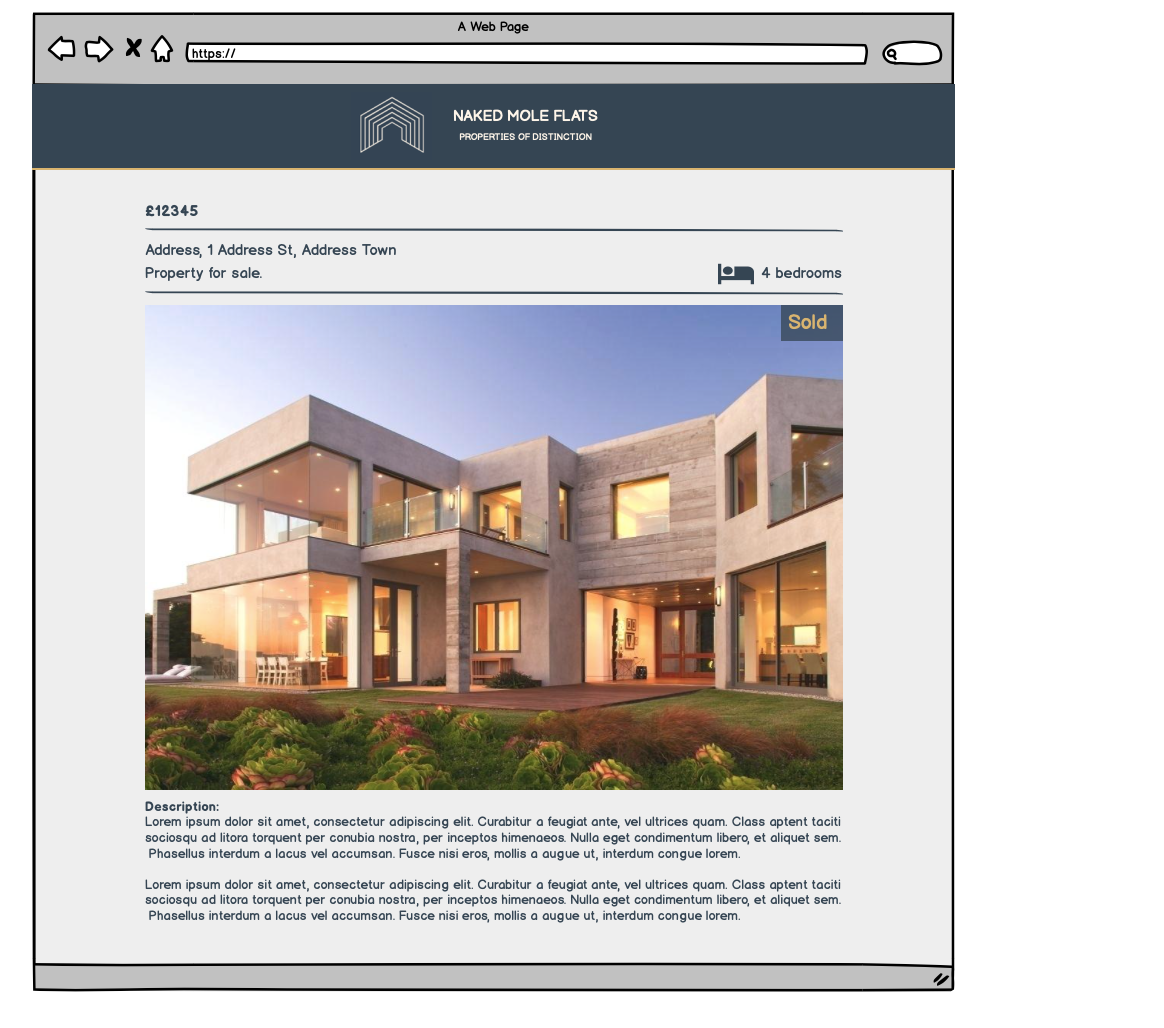 A Web Page
https://
NAKED MOLE FLATS
PROPERTIES OF DISTINCTION
£12345
Address, 1 Address St, Address Town
Property for sale.
4 bedrooms
Sold
Description:
Lorem ipsum dolor sit amet, consectetur adipiscing elit. Curabitur a feugiat ante, vel ultrices quam. Class aptent taciti
sociosqu ad litora torquent per conubia nostra, per inceptos himenaeos. Nulla eget condimentum libero, et aliquet sem.
Phasellus interdum a lacus vel accumsan. Fusce nisi eros, mollis a augue ut, interdum congue lorem.
Lorem ipsum dolor sit amet, consectetur adipiscing elit. Curabitur a feugiat ante, vel ultrices quam. Class aptent taciti
sociosqu ad litora torquent per conubia nostra, per inceptos himenaeos. Nulla eget condimentum libero, et aliquet sem.
Phasellus interdum a lacus vel accumsan. Fusce nisi eros, mollis a augue ut, interdum congue lorem.